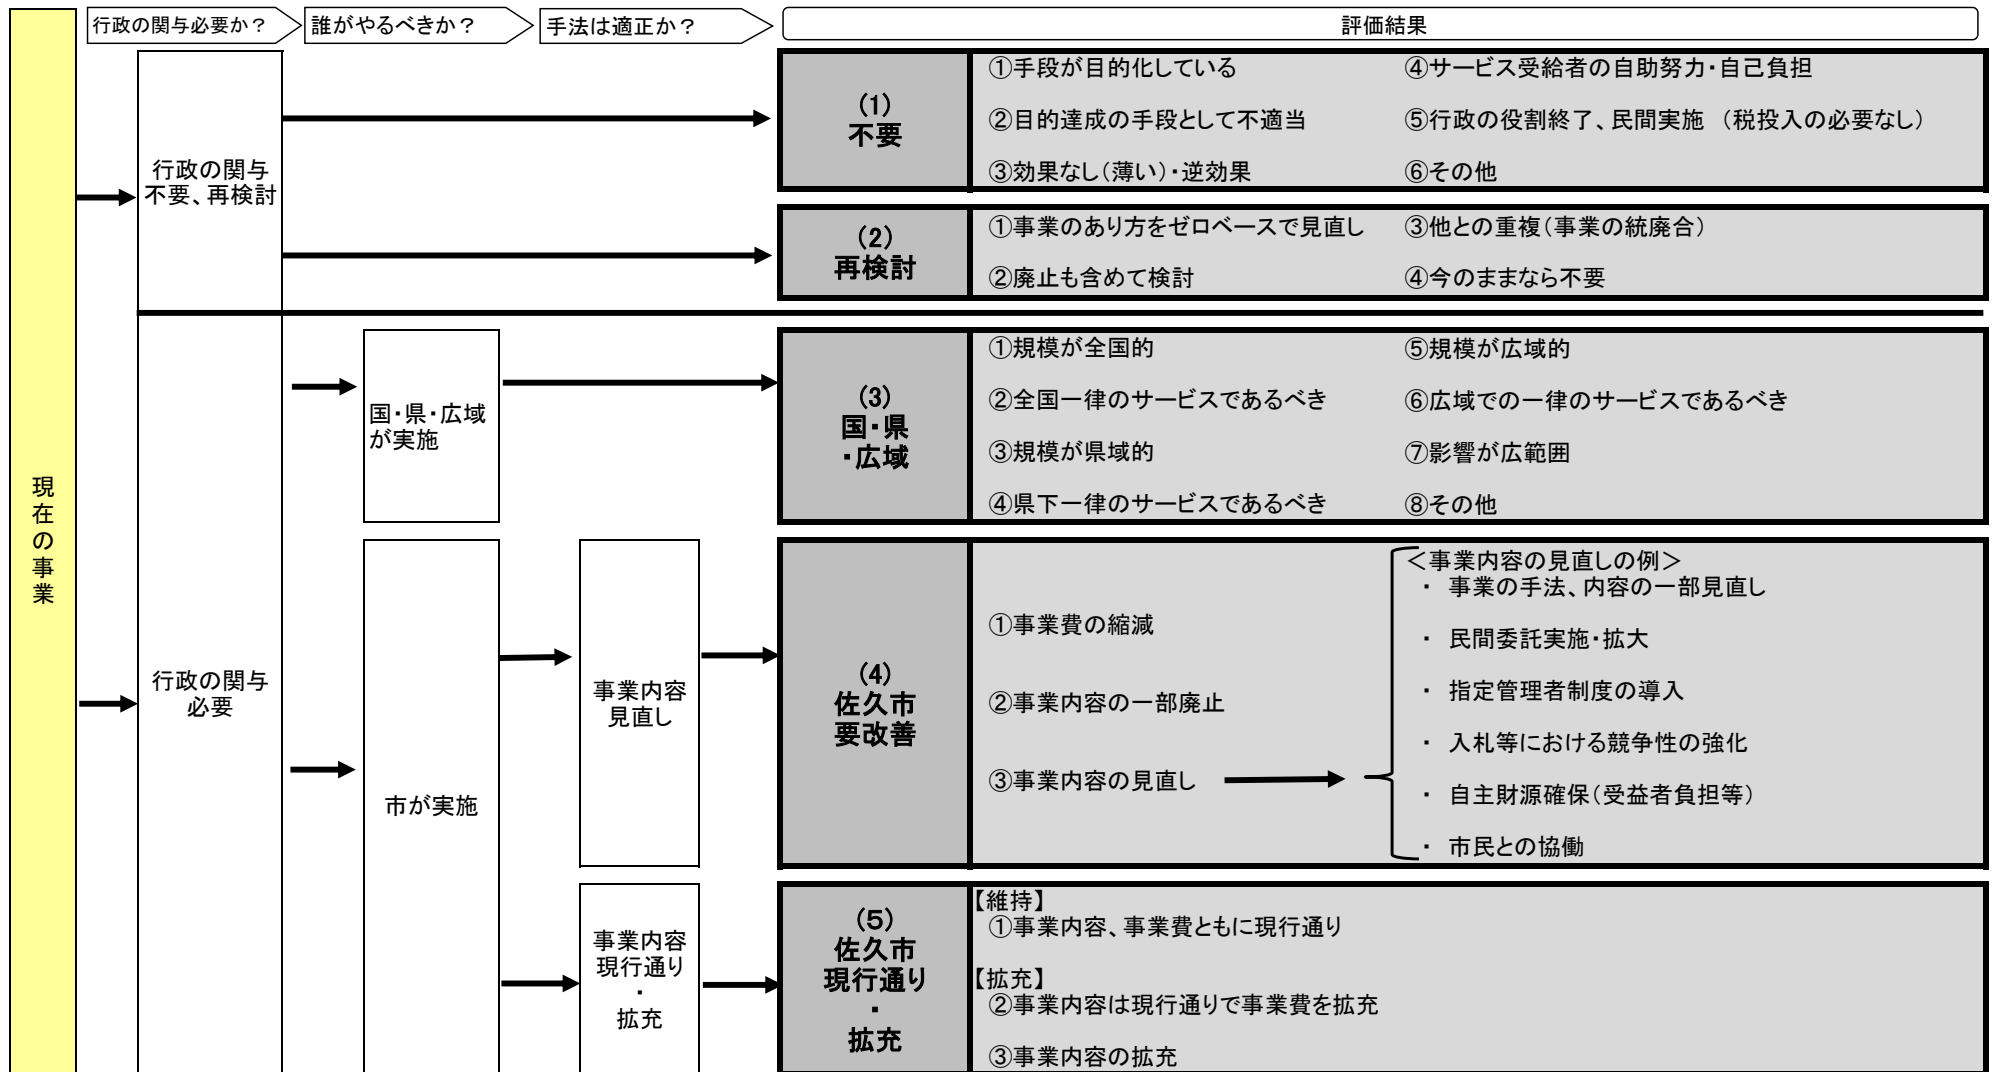 行政の関与必要か？
誰がやるべきか？
手法は適正か？
評価結果
現在の事業
行政の関与
不要、再検討
(1)
不要
①手段が目的化している
④サービス受給者の自助努力・自己負担
②目的達成の手段として不適当
⑤行政の役割終了、民間実施 （税投入の必要なし）
③効果なし（薄い）・逆効果
⑥その他
(2)
再検討
①事業のあり方をゼロベースで見直し
③他との重複（事業の統廃合）
②廃止も含めて検討
④今のままなら不要
行政の関与
必要
国・県・広域
が実施
(3)
国・県
・広域
①規模が全国的
⑤規模が広域的
②全国一律のサービスであるべき
⑥広域での一律のサービスであるべき
③規模が県域的
⑦影響が広範囲
④県下一律のサービスであるべき
⑧その他
市が実施
事業内容
見直し
(4)
佐久市
要改善
①事業費の縮減
②事業内容の一部廃止
③事業内容の見直し
＜事業内容の見直しの例＞
・ 事業の手法、内容の一部見直し
・ 民間委託実施・拡大
・ 指定管理者制度の導入
・ 入札等における競争性の強化
・ 自主財源確保（受益者負担等）
・ 市民との協働
事業内容
現行通り
・
拡充
(5)
佐久市
現行通り
・
拡充
【維持】
①事業内容、事業費ともに現行通り
【拡充】
②事業内容は現行通りで事業費を拡充
③事業内容の拡充